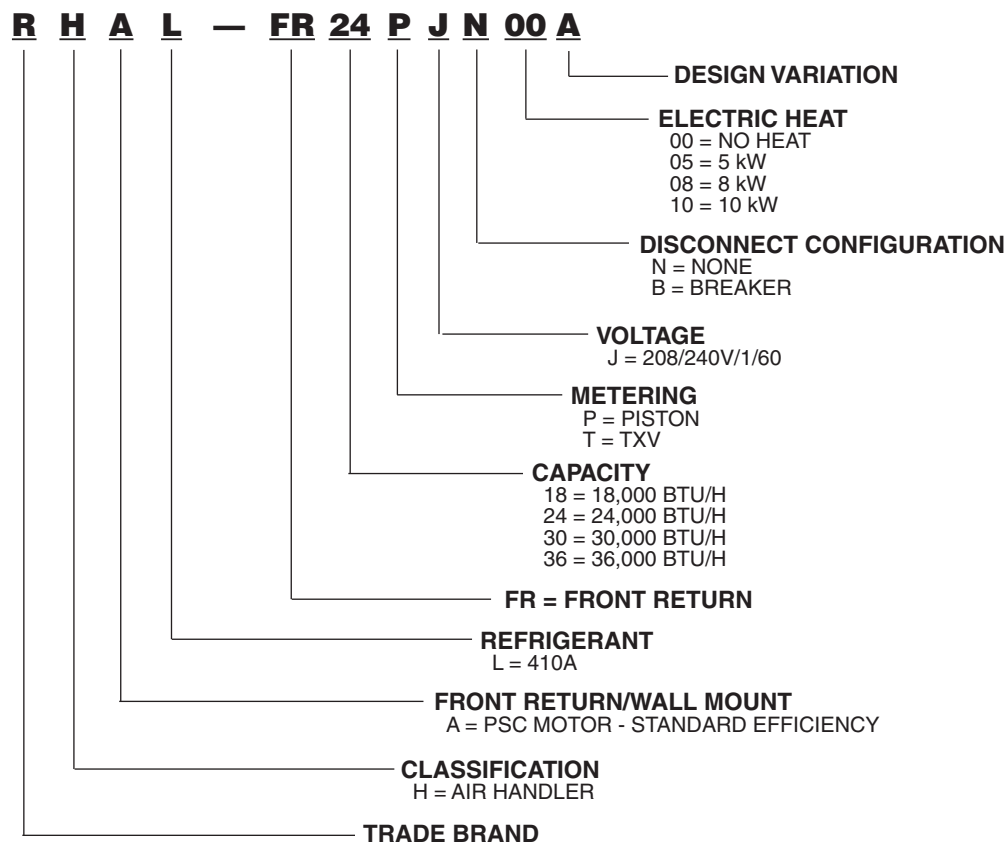 R H A L — FR 24 P J N 00 A
DESIGN VARIATION
ELECTRIC HEAT
00 = NO HEAT
05 = 5 kW
08 = 8 kW
10 = 10 kW
DISCONNECT CONFIGURATION
N = NONE
B = BREAKER
VOLTAGE
J = 208/240V/1/60
METERING
P = PISTON
T = TXV
CAPACITY
18 = 18,000 BTU/H
24 = 24,000 BTU/H
30 = 30,000 BTU/H
36 = 36,000 BTU/H
FR = FRONT RETURN
REFRIGERANT
L = 410A
FRONT RETURN/WALL MOUNT
A = PSC MOTOR - STANDARD EFFICIENCY
CLASSIFICATION
H = AIR HANDLER
TRADE BRAND